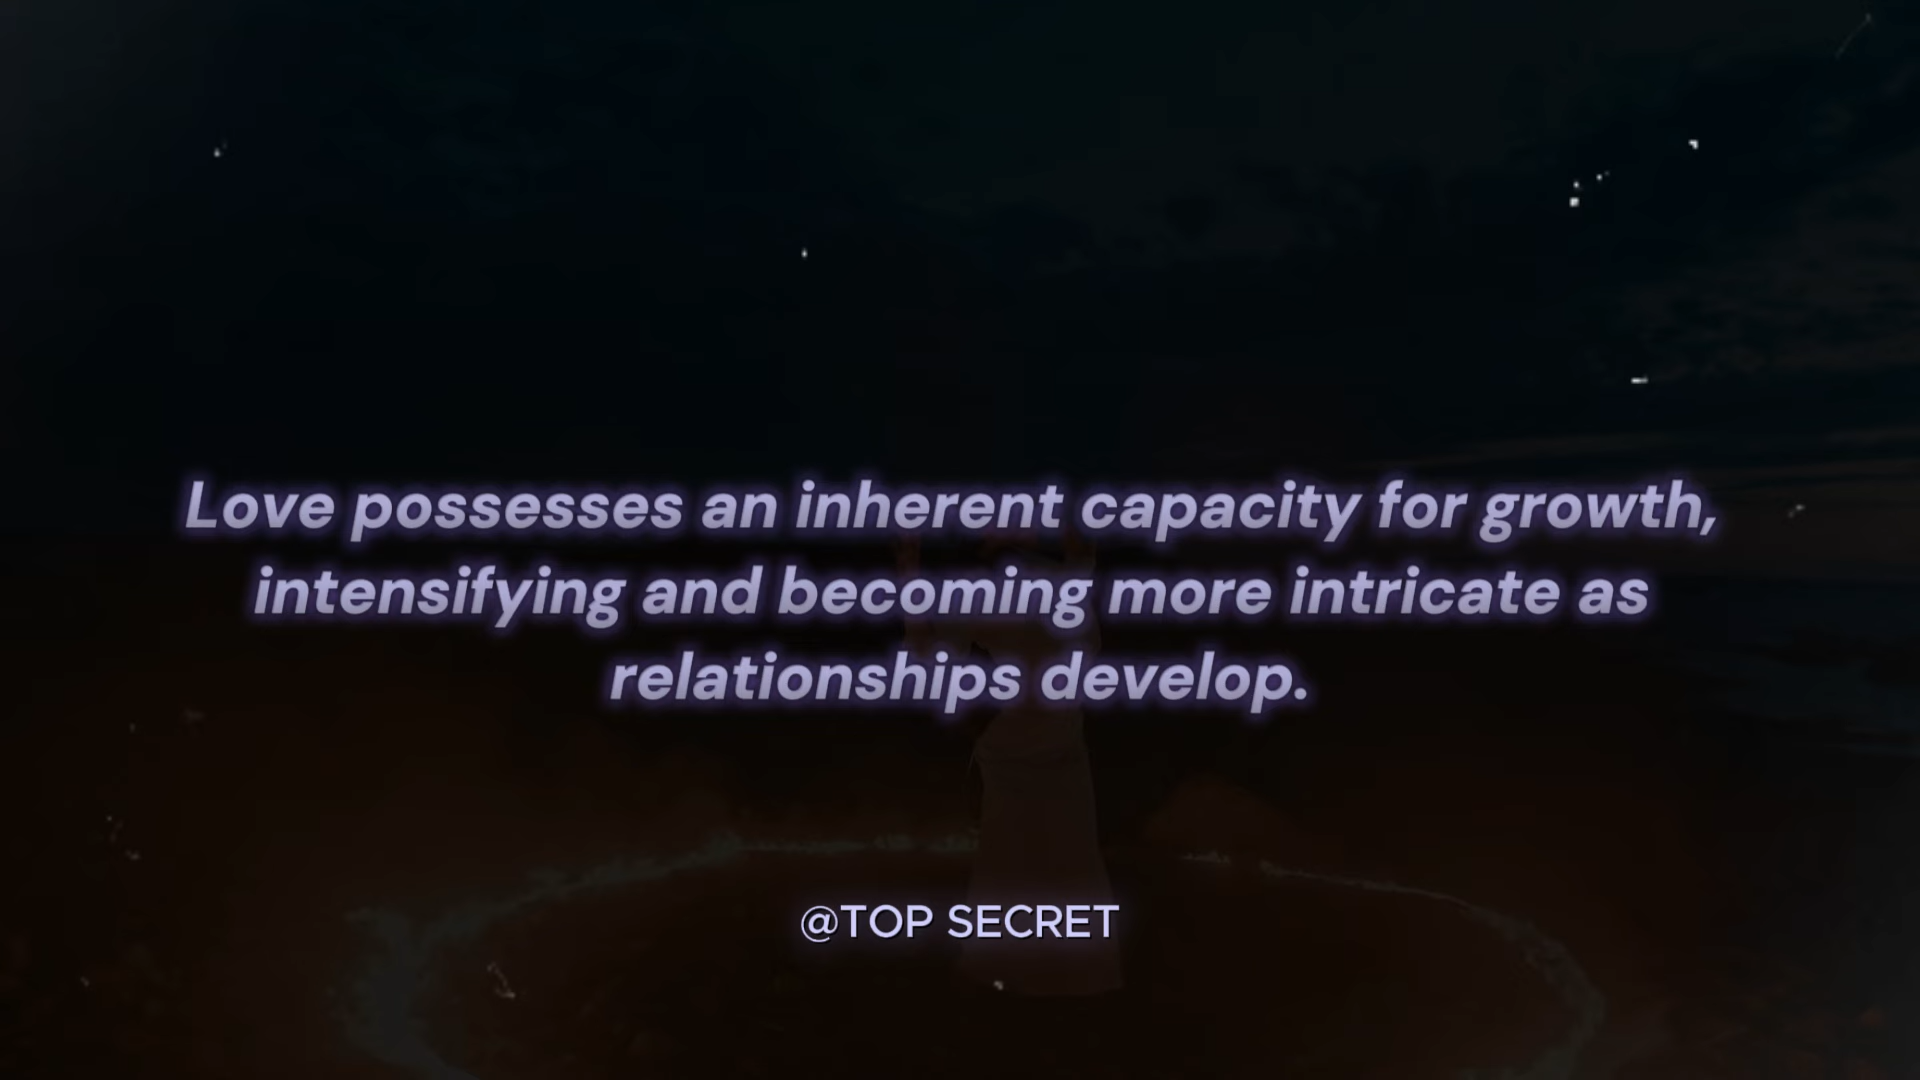 Love possesses an inherent capacity for growth,
intensifying and becoming more intricate as
relationships develop.
@TOP SECRET